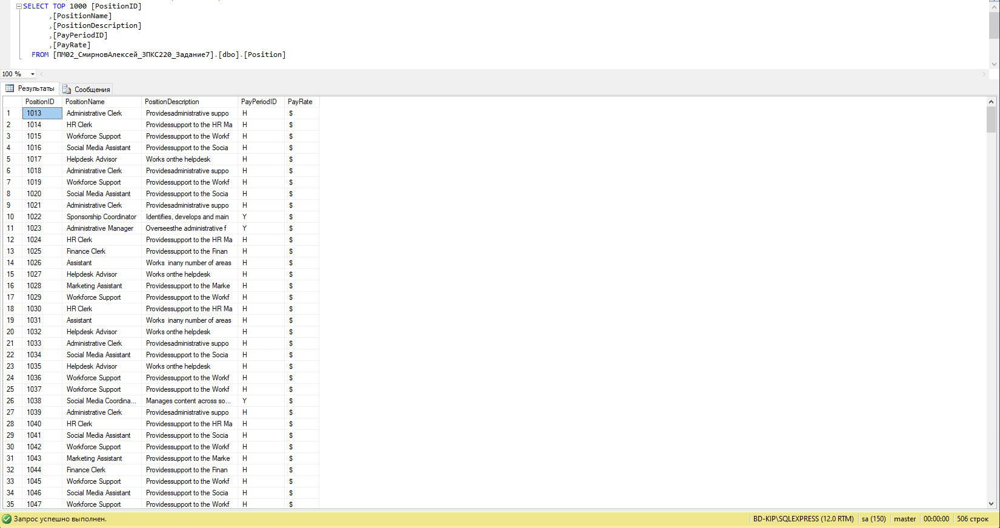 SELECT TOP 1000 [PositionID]
,[PositionName]
,[PositionDescription]
,[PayPeriodID]
,[PayRate]
FROM [ПМ02_СмирновАлексей_3ПКС220_Задание7].[dbo].[Position]
100 %
Результаты Сообщения
PositionID PositionName PositionDescription PayPeriodID PayRate
1 1013 Administrative Clerk Providesadministrative suppo H $
2 1014 HR Clerk Providessupport to the HR Ma H $
3 1015 Workforce Support Providessupport to the Workf H $
4 1016 Social Media Assistant Providessupport to the Socia H $
5 1017 Helpdesk Advisor Works onthe helpdesk H $
6 1018 Administrative Clerk Providesadministrative suppo H $
7 1019 Workforce Support Providessupport to the Workf H $
8 1020 Social Media Assistant Providessupport to the Socia H $
9 1021 Administrative Clerk Providesadministrative suppo H $
10 1022 Sponsorship Coordinator Identifies, develops and main Y $
11 1023 Administrative Manager Overseesthe administrative f Y $
12 1024 HR Clerk Providessupport to the HR Ma H $
13 1025 Finance Clerk Providessupport to the Finan H $
14 1026 Assistant Works inany number of areas H $
15 1027 Helpdesk Advisor Works onthe helpdesk H $
16 1028 Marketing Assistant Providessupport to the Marke H $
17 1029 Workforce Support Providessupport to the Workf H $
18 1030 HR Clerk Providessupport to the HR Ma H $
19 1031 Assistant Works inany number of areas H $
20 1032 Helpdesk Advisor Works onthe helpdesk H $
21 1033 Administrative Clerk Providesadministrative suppo H $
22 1034 Social Media Assistant Providessupport to the Socia H $
23 1035 Helpdesk Advisor Works onthe helpdesk H $
24 1036 Workforce Support Providessupport to the Workf H $
25 1037 Workforce Support Providessupport to the Workf H $
26 1038 Social Media Coordina... Manages content across so... Y $
27 1039 Administrative Clerk Providesadministrative suppo H $
28 1040 HR Clerk Providessupport to the HR Ma H $
29 1041 Social Media Assistant Providessupport to the Socia H $
30 1042 Workforce Support Providessupport to the Workf H $
31 1043 Marketing Assistant Providessupport to the Marke H $
32 1044 Finance Clerk Providessupport to the Finan H $
33 1045 Workforce Support Providessupport to the Workf H $
34 1046 Social Media Assistant Providessupport to the Socia H $
35 1047 Workforce Support Providessupport to the Workf H $
Запрос успешно выполнен. BD-KIP\SQLEXPRESS (12.0 RTM) sa (150) master 00:00:00 506 строк